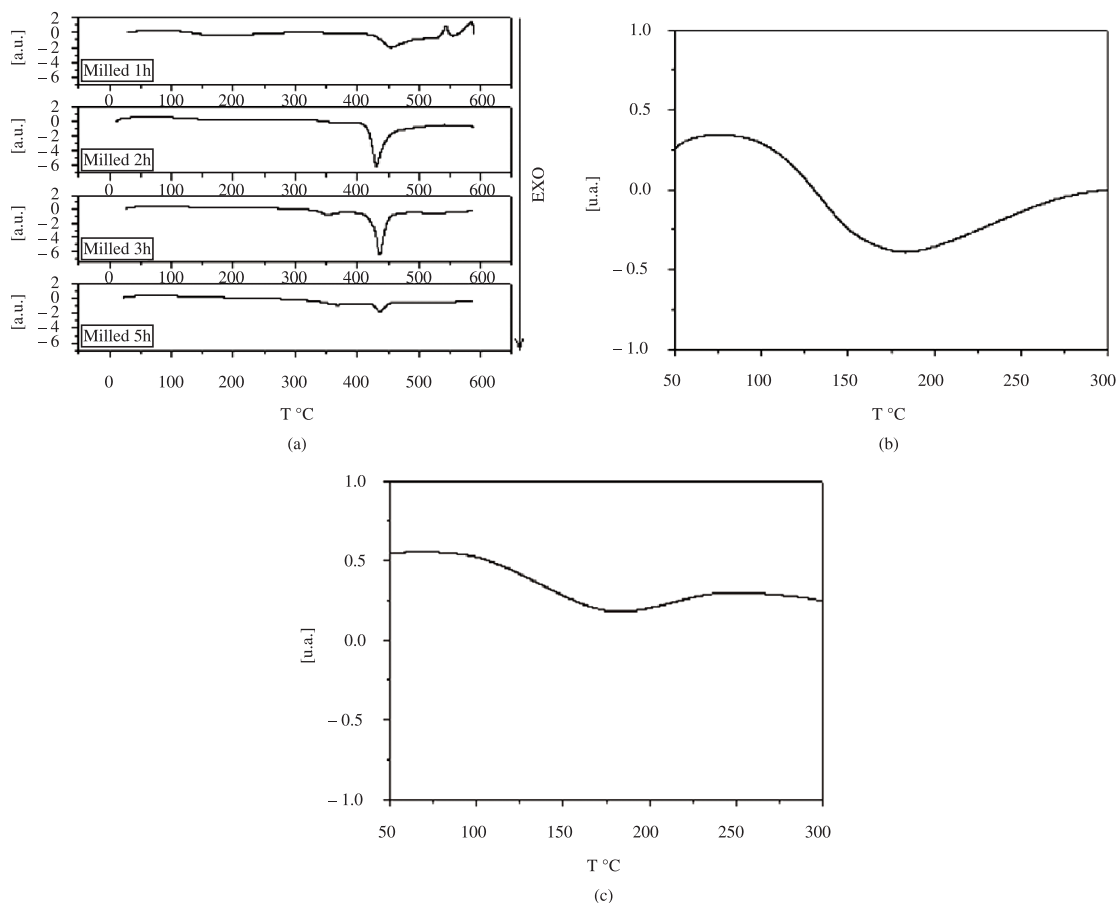 2
0
− 2
− 4
− 6
[a.u.]
Milled 1h
0 100 200 300 400 500 600
2
0
− 2
− 4
− 6
[a.u.]
Milled 2h
0 100 200 300 400 500 600
2
0
− 2
− 4
− 6
[a.u.]
Milled 3h
0 100 200 300 400 500 600
2
0
− 2
− 4
− 6
[a.u.]
Milled 5h
0 100 200 300 400 500 600
T °C
(a)
EXO
1.0
0.5
0.0
− 0.5
− 1.0
[u.a.]
50 100 150 200 250 300
T °C
(b)
1.0
0.5
0.0
− 0.5
− 1.0
[u.a.]
50 100 150 200 250 300
T °C
(c)